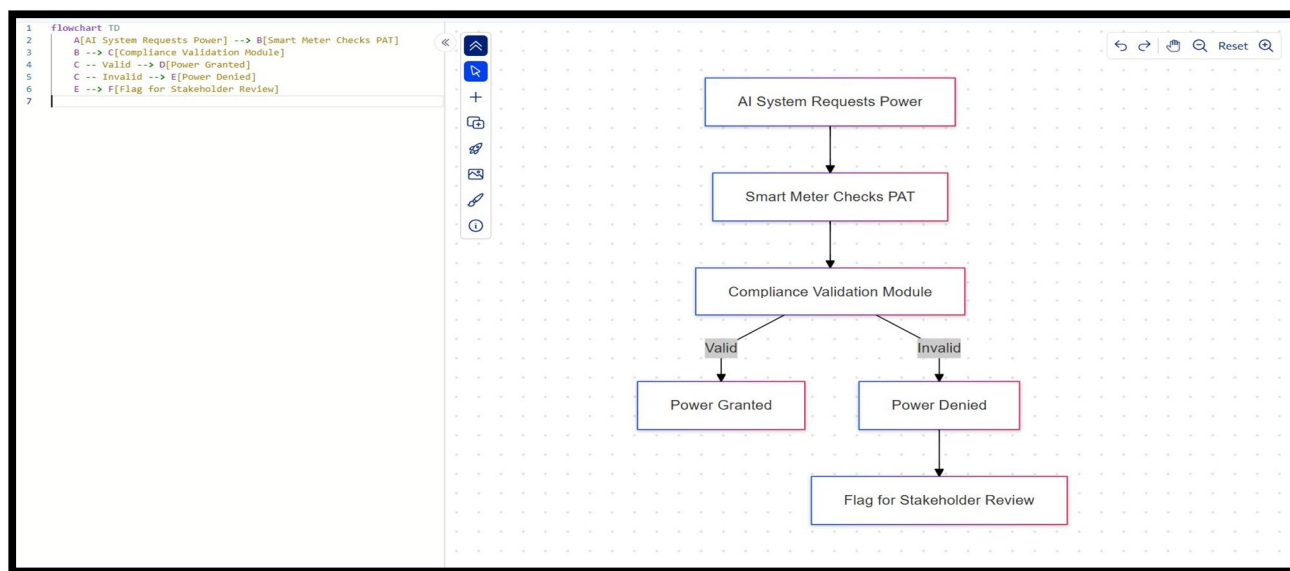 1 flowchart TD
2 A[AI System Requests Power] --> B[Smart Meter Checks PAT]
3 B --> C[Compliance Validation Module]
4 C -- Valid --> D[Power Granted]
5 C -- Invalid --> E[Power Denied]
6 E --> F[Flag for Stakeholder Review]
7
Reset
AI System Requests Power
Smart Meter Checks PAT
Compliance Validation Module
Valid Invalid
Power Granted Power Denied
Flag for Stakeholder Review